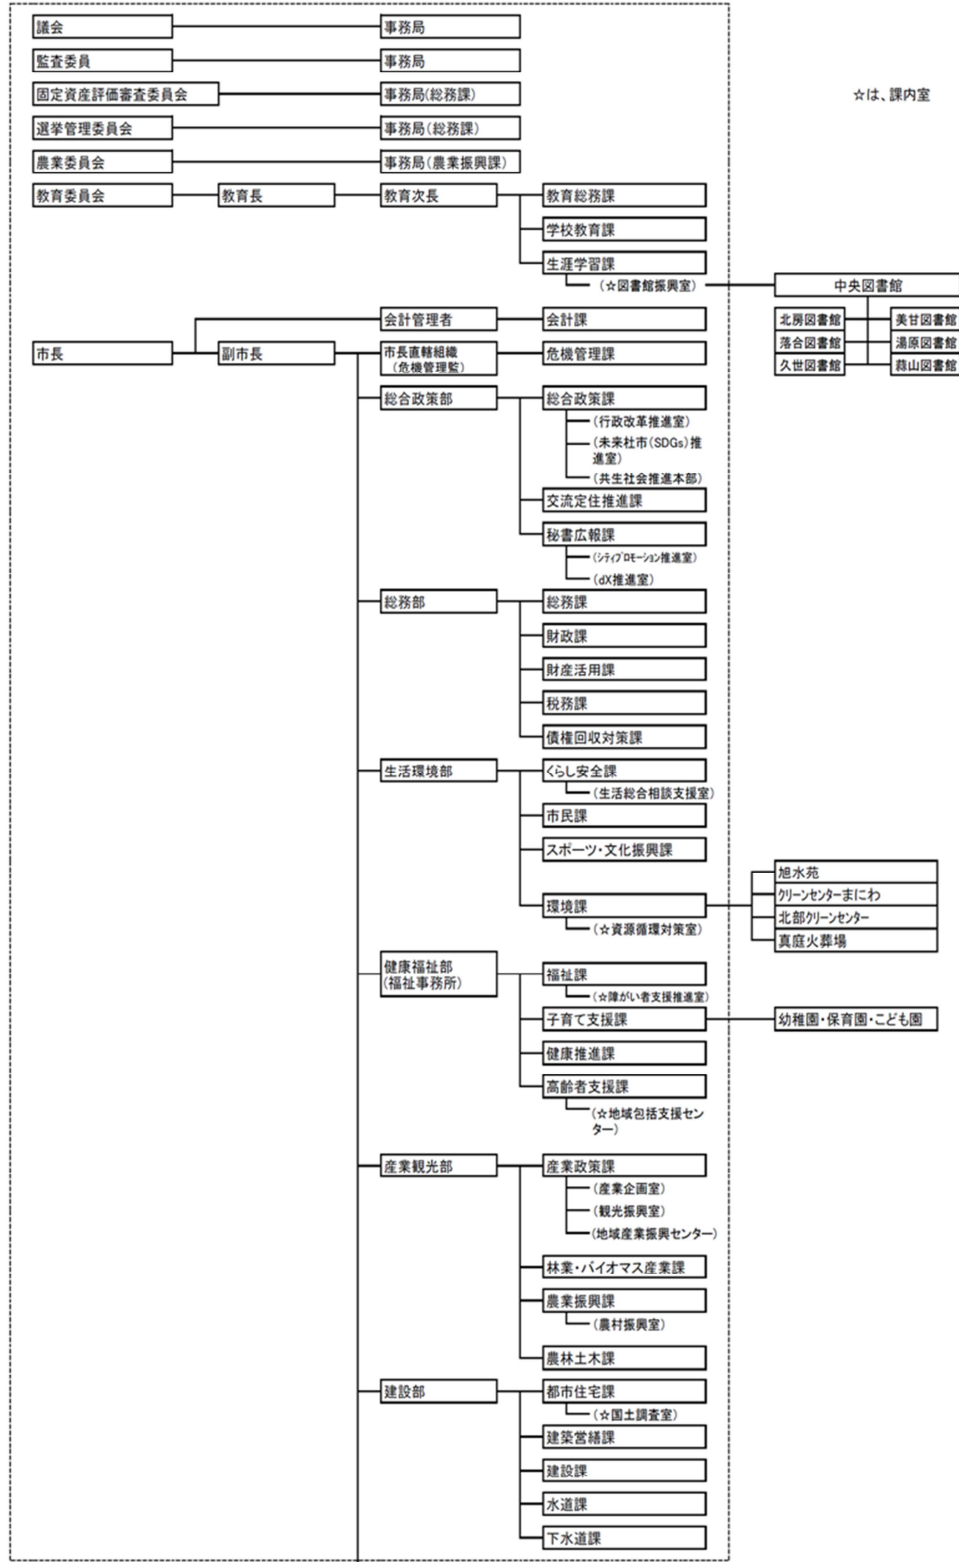 議会
事務局
監査委員
事務局
☆は、課内室
固定資産評価審査委員会
事務局(総務課)
選挙管理委員会
事務局(総務課)
農業委員会
事務局(農業振興課)
教育委員会
教育長
教育次長
教育総務課
学校教育課
生涯学習課
(☆図書館振興室)
中央図書館
北房図書館
美甘図書館
落合図書館
湯原図書館
久世図書館
蒜山図書館
会計管理者
会計課
市長
副市長
市長直轄組織
(危機管理監)
危機管理課
総合政策部
総合政策課
(行政改革推進室)
(未来杜市(SDGs)推
進室)
(共生社会推進本部)
交流定住推進課
秘書広報課
(シティプロモーション推進室)
(dX推進室)
総務部
総務課
財政課
財産活用課
税務課
債権回収対策課
生活環境部
くらし安全課
(生活総合相談支援室)
市民課
スポーツ・文化振興課
環境課
(☆資源循環対策室)
旭水苑
クリーンセンターまにわ
北部クリーンセンター
真庭火葬場
健康福祉部
(福祉事務所)
福祉課
(☆障がい者支援推進室)
子育て支援課
幼稚園・保育園・こども園
健康推進課
高齢者支援課
(☆地域包括支援セン
ター)
産業観光部
産業政策課
(産業企画室)
(観光振興室)
(地域産業振興センター)
林業・バイオマス産業課
農業振興課
(農村振興室)
農林土木課
建設部
都市住宅課
(☆国土調査室)
建築営繕課
建設課
水道課
下水道課